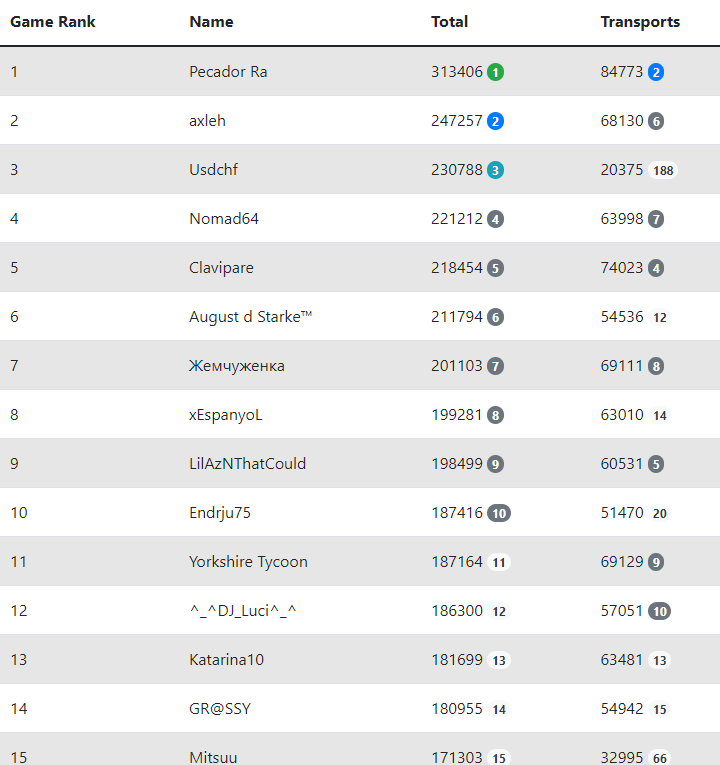 Game Rank Name Total Transports
1 Pecador Ra 313406 1 84773 2
2 axleh 247257 2 68130 6
3 Usdchf 230788 3 20375 188
4 Nomad64 221212 4 63998 7
5 Clavipare 218454 5 74023 4
6 August d Starke™ 211794 6 54536 12
7 Жемчуженка 201103 7 69111 8
8 xEspanyoL 199281 8 63010 14
9 LilAzNThatCould 198499 9 60531 5
10 Endrju75 187416 10 51470 20
11 Yorkshire Tycoon 187164 11 69129 9
12 ^_^DJ_Luci^_^ 186300 12 57051 10
13 Katarina10 181699 13 63481 13
14 GR@SSY 180955 14 54942 15
15 Mitsuu 171303 15 32995 66